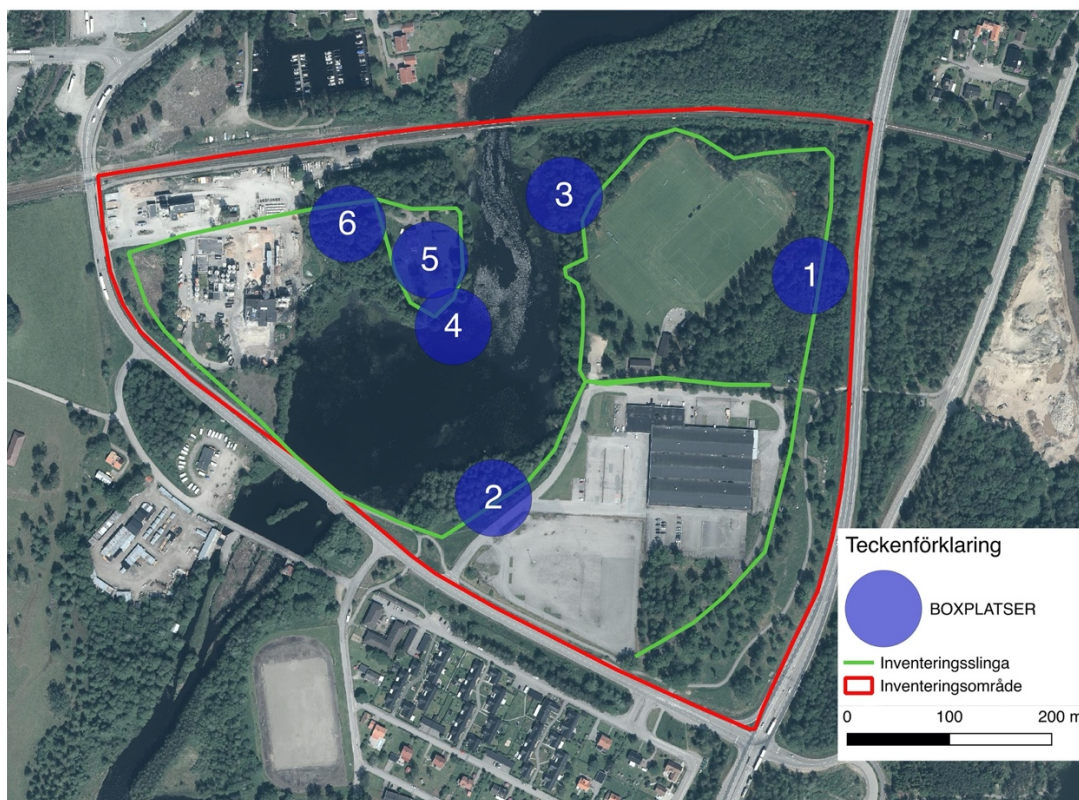 3
6
5
1
4
2
Teckenförklaring
BOXPLATSER
Inventeringsslinga
Inventeringsområde
0 100 200 m